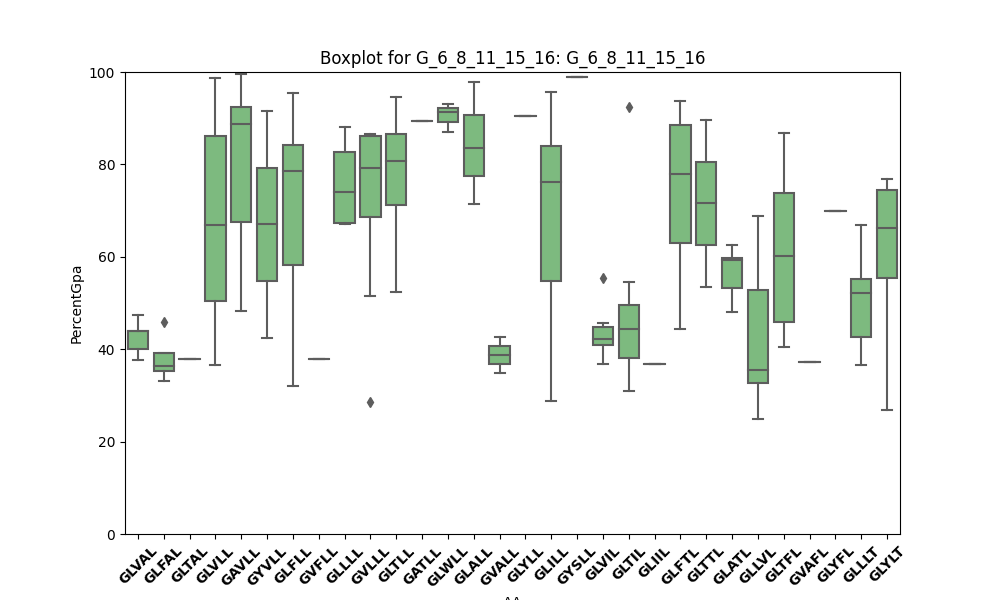 Boxplot for G_6_8_11_15_16: G_6_8_11_15_16
PercentGpa
100
80
60
40
20
0
GLVAL
GLFAL
GLTAL
GLVLL
GAVLL
GYVLL
GLFLL
GVFLL
GLLLL
GVLLL
GLTLL
GATLL
GLWLL
GLALL
GVALL
GLYLL
GLILL
GYSLL
GLVIL
GLTIL
GLIIL
GLFTL
GLTTL
GLATL
GLLVL
GLTFL
GVAFL
GLYFL
GLLLT
GLYLT